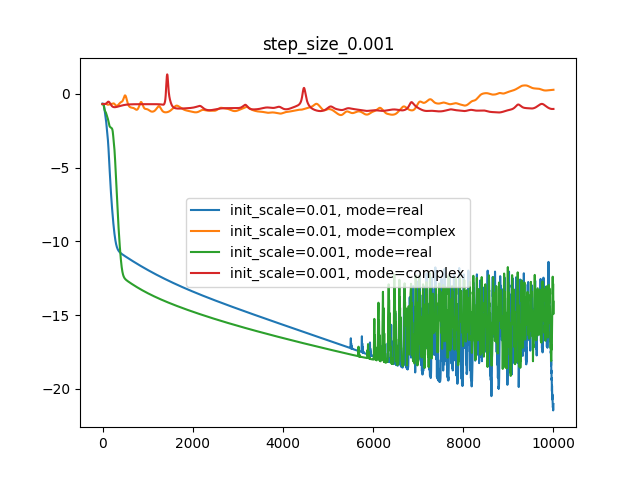 step_size_0.001
0
−5
−10
−15
−20
init_scale=0.01, mode=real
init_scale=0.01, mode=complex
init_scale=0.001, mode=real
init_scale=0.001, mode=complex
0 2000 4000 6000 8000 10000